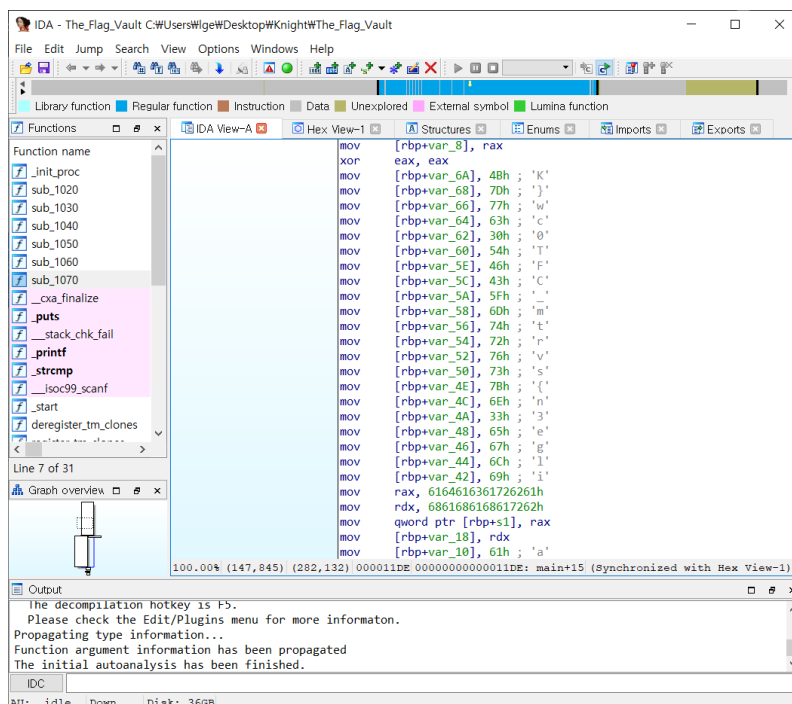 IDA - The_Flag_Vault C:₩Users₩lge₩Desktop₩Knight₩The_Flag_Vault
File Edit Jump Search View Options Windows Help
Library function Regular function Instruction Data Unexplored External symbol Lumina function
Functions
IDA View-A Hex View-1 Structures Enums Imports Exports
Function name
_init_proc
sub_1020
sub_1030
sub_1040
sub_1050
sub_1060
sub_1070
__cxa_finalize
_puts
___stack_chk_fail
_printf
_strcmp
___isoc99_scanf
_start
deregister_tm_clones
register_tm_clones
Line 7 of 31
Graph overview
mov [rbp+var_8], rax
xor eax, eax
mov [rbp+var_6A], 4Bh ; 'K'
mov [rbp+var_68], 7Dh ; '}'
mov [rbp+var_66], 77h ; 'w'
mov [rbp+var_64], 63h ; 'c'
mov [rbp+var_62], 30h ; '0'
mov [rbp+var_60], 54h ; 'T'
mov [rbp+var_5E], 46h ; 'F'
mov [rbp+var_5C], 43h ; 'C'
mov [rbp+var_5A], 5Fh ; '_'
mov [rbp+var_58], 6Dh ; 'm'
mov [rbp+var_56], 74h ; 't'
mov [rbp+var_54], 72h ; 'r'
mov [rbp+var_52], 76h ; 'v'
mov [rbp+var_50], 73h ; 's'
mov [rbp+var_4E], 7Bh ; '{'
mov [rbp+var_4C], 6Eh ; 'n'
mov [rbp+var_4A], 33h ; '3'
mov [rbp+var_48], 65h ; 'e'
mov [rbp+var_46], 67h ; 'g'
mov [rbp+var_44], 6Ch ; 'l'
mov [rbp+var_42], 69h ; 'i'
mov rax, 6164616361726261h
mov rdx, 6861686168617262h
mov qword ptr [rbp+s1], rax
mov [rbp+var_18], rdx
mov [rbp+var_10], 61h ; 'a'
100.00% (147,845) (282,132) 000011DE 00000000000011DE: main+15 (Synchronized with Hex View-1)
Output
The decompilation hotkey is F5.
Please check the Edit/Plugins menu for more informaton.
Propagating type information...
Function argument information has been propagated
The initial autoanalysis has been finished.
IDC
AU: idle Down Disk: 36GB